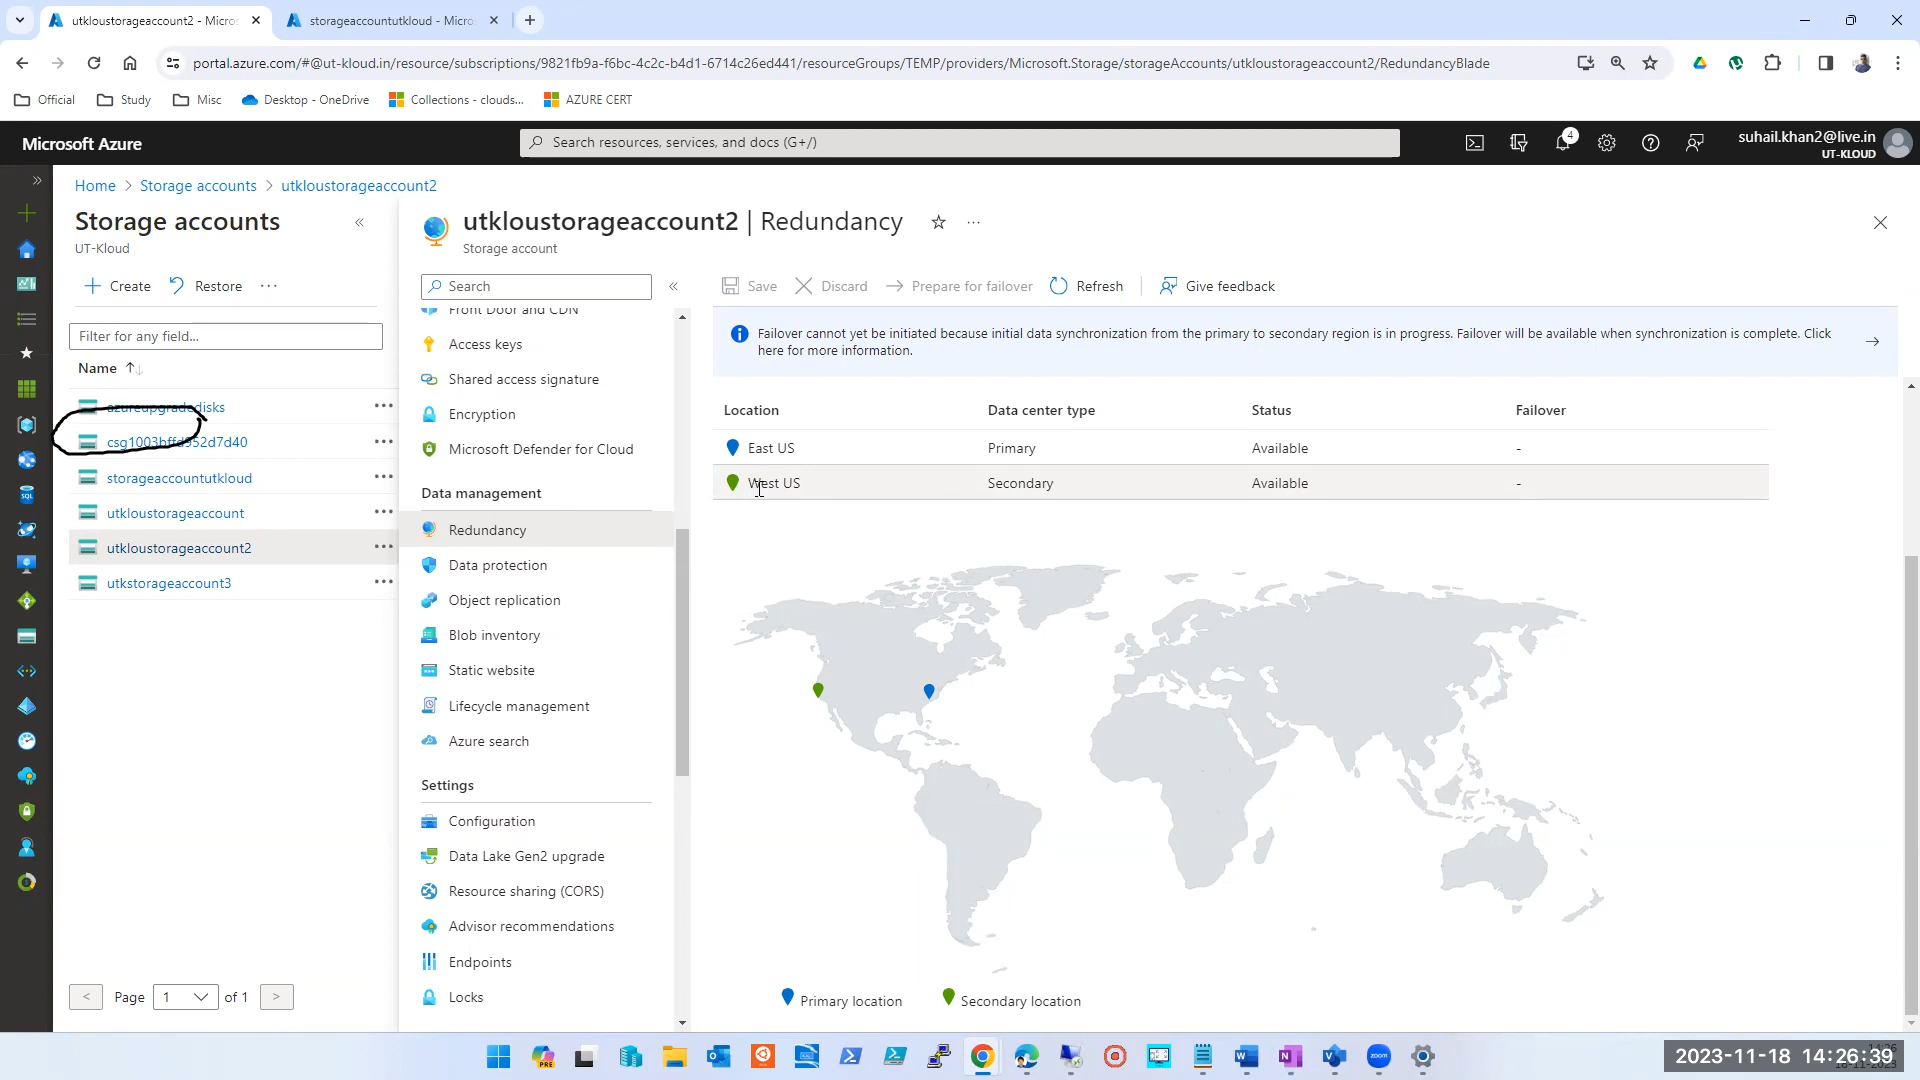 utkloustorageaccount2 - Micros
storageaccountutkloud - Micro
portal.azure.com/#@ut-kloud.in/resource/subscriptions/9821fb9a-f6bc-4c2c-b4d1-6714c26ed441/resourceGroups/TEMP/providers/Microsoft.Storage/storageAccounts/utkloustorageaccount2/RedundancyBlade
Official
Study
Misc
Desktop - OneDrive
Collections - clouds...
AZURE CERT
Microsoft Azure
Search resources, services, and docs (G+/)
4
suhail.khan2@live.in
UT-KLOUD
Home > Storage accounts > utkloustorageaccount2
Storage accounts
UT-Kloud
Create
Restore
Filter for any field...
Name
azureupgradedisks
csg1003bffd952d7d40
storageaccountutkloud
utkloustorageaccount
utkloustorageaccount2
utkstorageaccount3
< Page 1 of 1 >
utkloustorageaccount2 | Redundancy
Storage account
Search
Front Door and CDN
Access keys
Shared access signature
Encryption
Microsoft Defender for Cloud
Data management
Redundancy
Data protection
Object replication
Blob inventory
Static website
Lifecycle management
Azure search
Settings
Configuration
Data Lake Gen2 upgrade
Resource sharing (CORS)
Advisor recommendations
Endpoints
Locks
Save
Discard
Prepare for failover
Refresh
Give feedback
Failover cannot yet be initiated because initial data synchronization from the primary to secondary region is in progress. Failover will be available when synchronization is complete. Click
here for more information.
Location Data center type Status Failover
East US Primary Available -
West US Secondary Available -
Primary location
Secondary location
2023-11-18 14:26:39